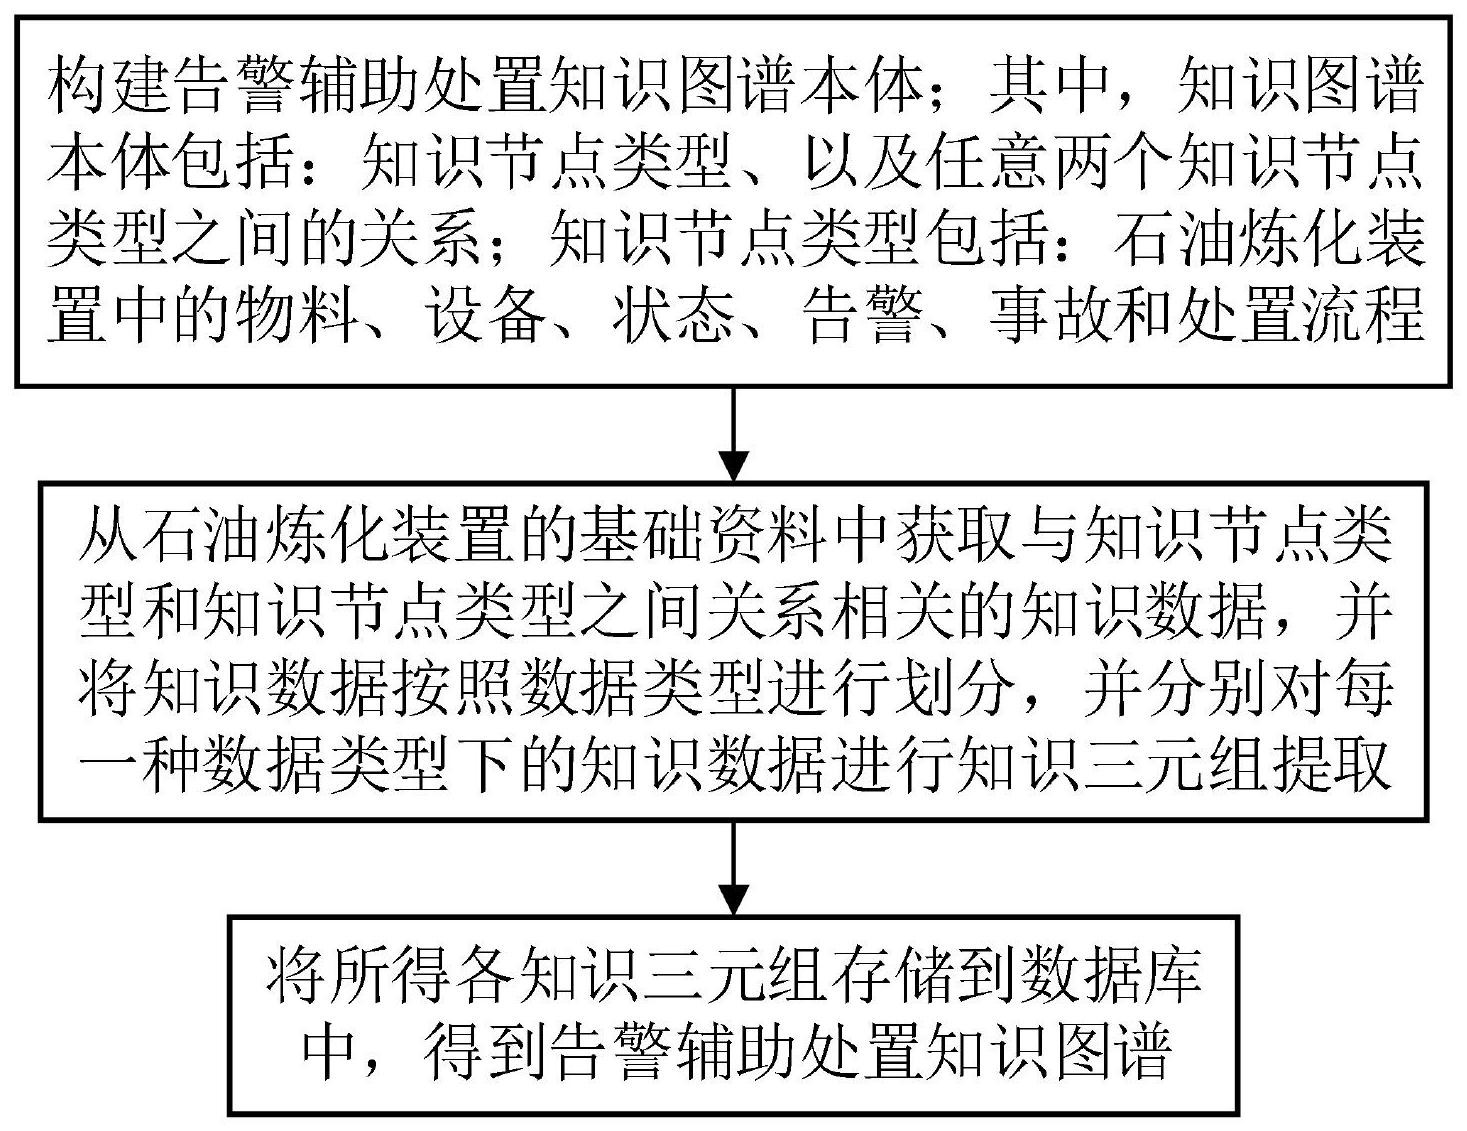 构建告警辅助处置知识图谱本体；其中，知识图谱
本体包括：知识节点类型、以及任意两个知识节点
类型之间的关系；知识节点类型包括：石油炼化装
置中的物料、设备、状态、告警、事故和处置流程
从石油炼化装置的基础资料中获取与知识节点类
型和知识节点类型之间关系相关的知识数据，并
将知识数据按照数据类型进行划分，并分别对每
一种数据类型下的知识数据进行知识三元组提取
将所得各知识三元组存储到数据库
中，得到告警辅助处置知识图谱